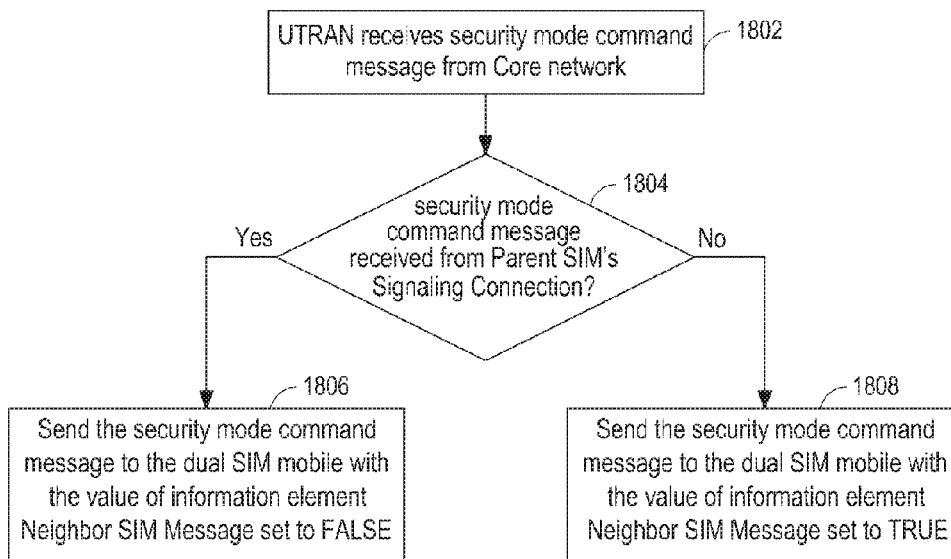 UTRAN receives security mode command
message from Core network
1802
security mode
command message
received from Parent SIM's
Signaling Connection?
1804
Yes
No
1806
Send the security mode command
message to the dual SIM mobile with
the value of information element
Neighbor SIM Message set to FALSE
1808
Send the security mode command
message to the dual SIM mobile with
the value of information element
Neighbor SIM Message set to TRUE